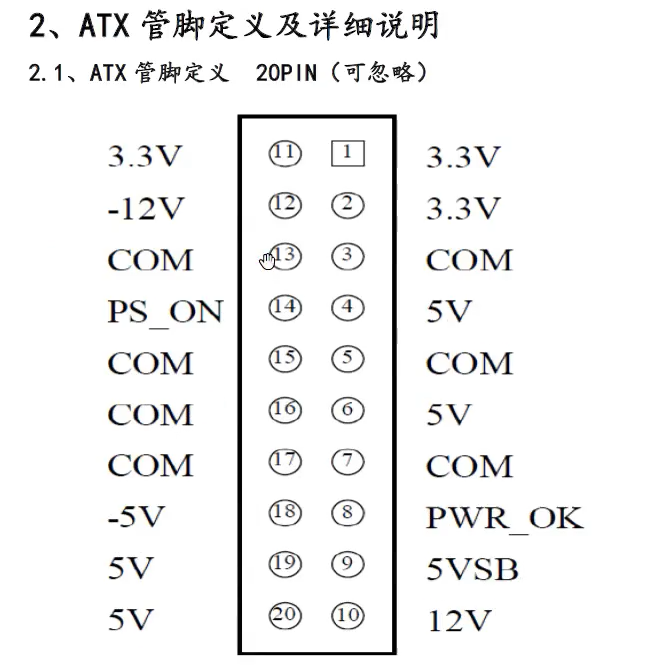 2、ATX 管脚定义及详细说明
2.1、ATX 管脚定义 20PIN（可忽略）
3.3V 11 1 3.3V
-12V 12 2 3.3V
COM 13 3 COM
PS_ON 14 4 5V
COM 15 5 COM
COM 16 6 5V
COM 17 7 COM
-5V 18 8 PWR_OK
5V 19 9 5VSB
5V 20 10 12V